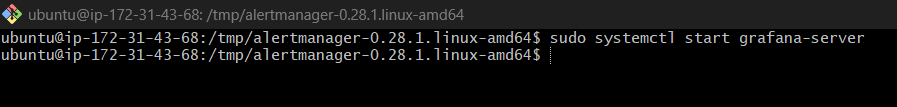 ubuntu@ip-172-31-43-68: /tmp/alertmanager-0.28.1.linux-amd64
ubuntu@ip-172-31-43-68:/tmp/alertmanager-0.28.1.linux-amd64$ sudo systemctl start grafana-server
ubuntu@ip-172-31-43-68:/tmp/alertmanager-0.28.1.linux-amd64$